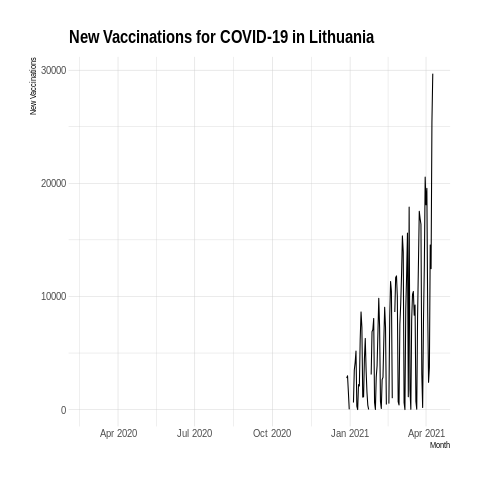 New Vaccinations for COVID-19 in Lithuania
New Vaccinations
30000
20000
10000
0
Apr 2020 Jul 2020 Oct 2020 Jan 2021 Apr 2021
Month